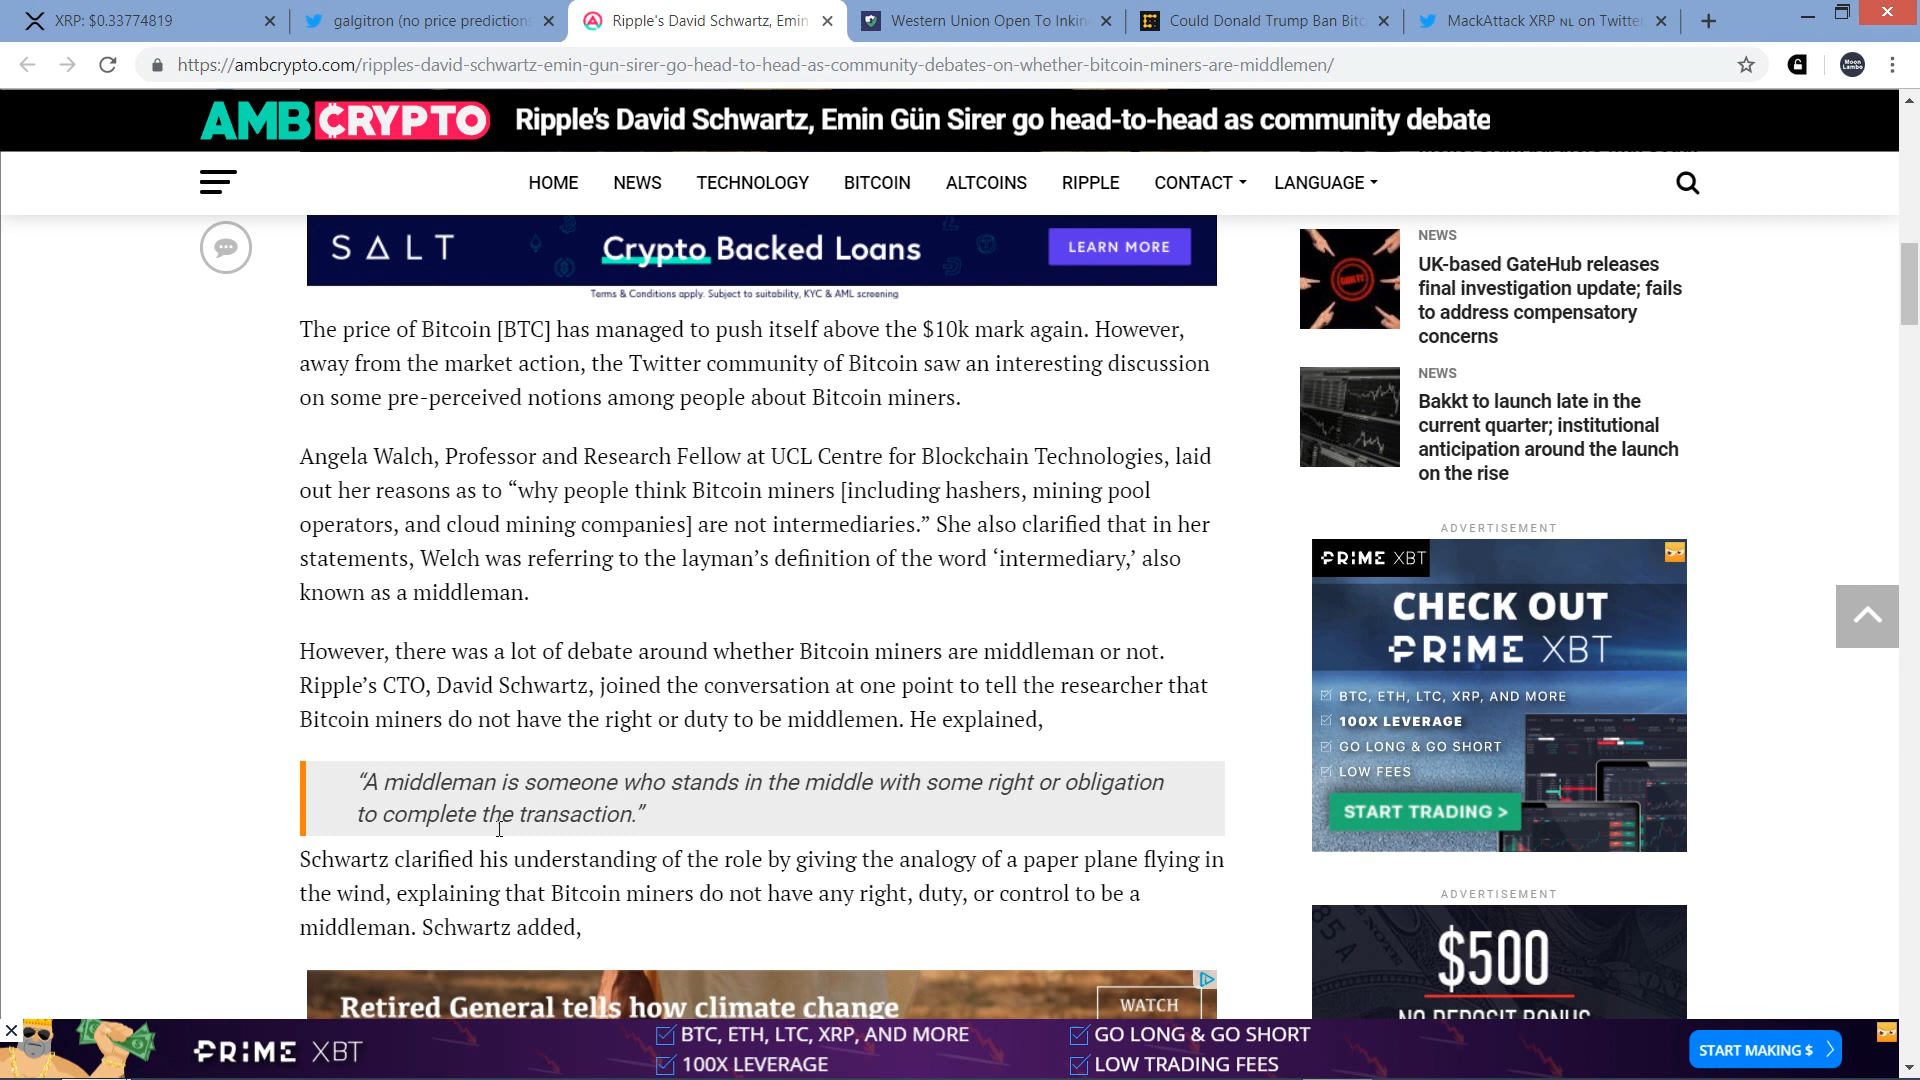 XRP: $0.33774819
galgitron (no price prediction
Ripple's David Schwartz, Emin
Western Union Open To Inkin
Could Donald Trump Ban Bitc
MackAttack XRP NL on Twitte
https://ambcrypto.com/ripples-david-schwartz-emin-gun-sirer-go-head-to-head-as-community-debates-on-whether-bitcoin-miners-are-middlemen/
Moon Lambo
AMBCRYPTO
Ripple's David Schwartz, Emin Gün Sirer go head-to-head as community debate
HOME NEWS TECHNOLOGY BITCOIN ALTCOINS RIPPLE CONTACT LANGUAGE
SALT
Crypto Backed Loans
LEARN MORE
Terms & Conditions apply. Subject to suitability, KYC & AML screening
The price of Bitcoin [BTC] has managed to push itself above the $10k mark again. However,
away from the market action, the Twitter community of Bitcoin saw an interesting discussion
on some pre-perceived notions among people about Bitcoin miners.
Angela Walch, Professor and Research Fellow at UCL Centre for Blockchain Technologies, laid
out her reasons as to “why people think Bitcoin miners [including hashers, mining pool
operators, and cloud mining companies] are not intermediaries.” She also clarified that in her
statements, Welch was referring to the layman’s definition of the word ‘intermediary,’ also
known as a middleman.
However, there was a lot of debate around whether Bitcoin miners are middleman or not.
Ripple’s CTO, David Schwartz, joined the conversation at one point to tell the researcher that
Bitcoin miners do not have the right or duty to be middlemen. He explained,
“A middleman is someone who stands in the middle with some right or obligation
to complete the transaction.”
Schwartz clarified his understanding of the role by giving the analogy of a paper plane flying in
the wind, explaining that Bitcoin miners do not have any right, duty, or control to be a
middleman. Schwartz added,
Retired General tells how climate change
WATCH
NEWS
UK-based GateHub releases
final investigation update; fails
to address compensatory
concerns
NEWS
Bakkt to launch late in the
current quarter; institutional
anticipation around the launch
on the rise
ADVERTISEMENT
PRIME XBT
CHECK OUT
PRIME XBT
BTC, ETH, LTC, XRP, AND MORE
100X LEVERAGE
GO LONG & GO SHORT
LOW FEES
START TRADING >
ADVERTISEMENT
$500
NO DEPOSIT BONUS
PRIME XBT
BTC, ETH, LTC, XRP, AND MORE
100X LEVERAGE
GO LONG & GO SHORT
LOW TRADING FEES
START MAKING $